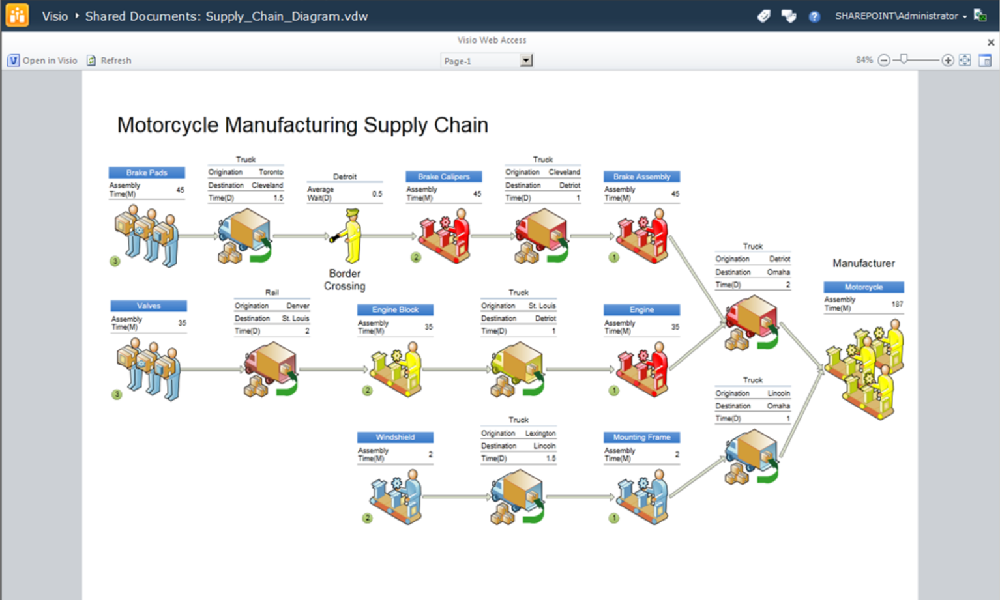 Visio ‣ Shared Documents: Supply_Chain_Diagram.vdw
SHAREPOINT\Administrator
Visio Web Access
Open in Visio
Refresh
Page-1
84%
Motorcycle Manufacturing Supply Chain
Brake Pads
Assembly
Time(M) 45
3
Truck
Origination Toronto
Destination Cleveland
Time(D) 1.5
Detroit
Average
Wait(D) 0.5
Border
Crossing
Brake Calipers
Assembly
Time(M) 45
2
Truck
Origination Cleveland
Destination Detriot
Time(D) 1
Brake Assembly
Assembly
Time(M) 45
1
Truck
Origination Detriot
Destination Omaha
Time(D) 2
Manufacturer
Motorcycle
Assembly
Time(M) 187
Valves
Assembly
Time(M) 35
3
Rail
Origination Denver
Destination St. Louis
Time(D) 2
Engine Block
Assembly
Time(M) 35
2
Truck
Origination St. Louis
Destination Detriot
Time(D) 1
Engine
Assembly
Time(M) 35
1
Truck
Origination Lincoln
Destination Omaha
Time(D) 1
Windshield
Assembly
Time(M) 2
2
Truck
Origination Lexington
Destination Lincoln
Time(D) 1.5
Mounting Frame
Assembly
Time(M) 2
1